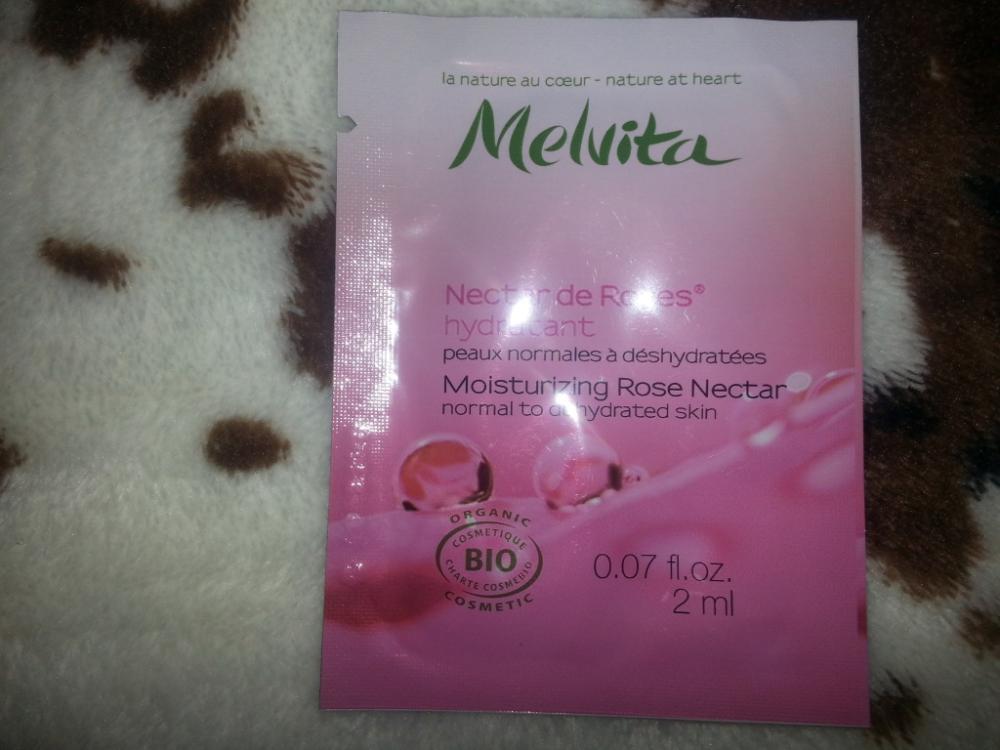 la nature au cœur - nature at heart
Melvita
Nectar de Roses®
hydratant
peaux normales à déshydratées
Moisturizing Rose Nectar
normal to dehydrated skin
ORGANIC
COSMETIQUE
BIO
CHARTE COSMEBIO
COSMETIC
0.07 fl.oz.
2 ml